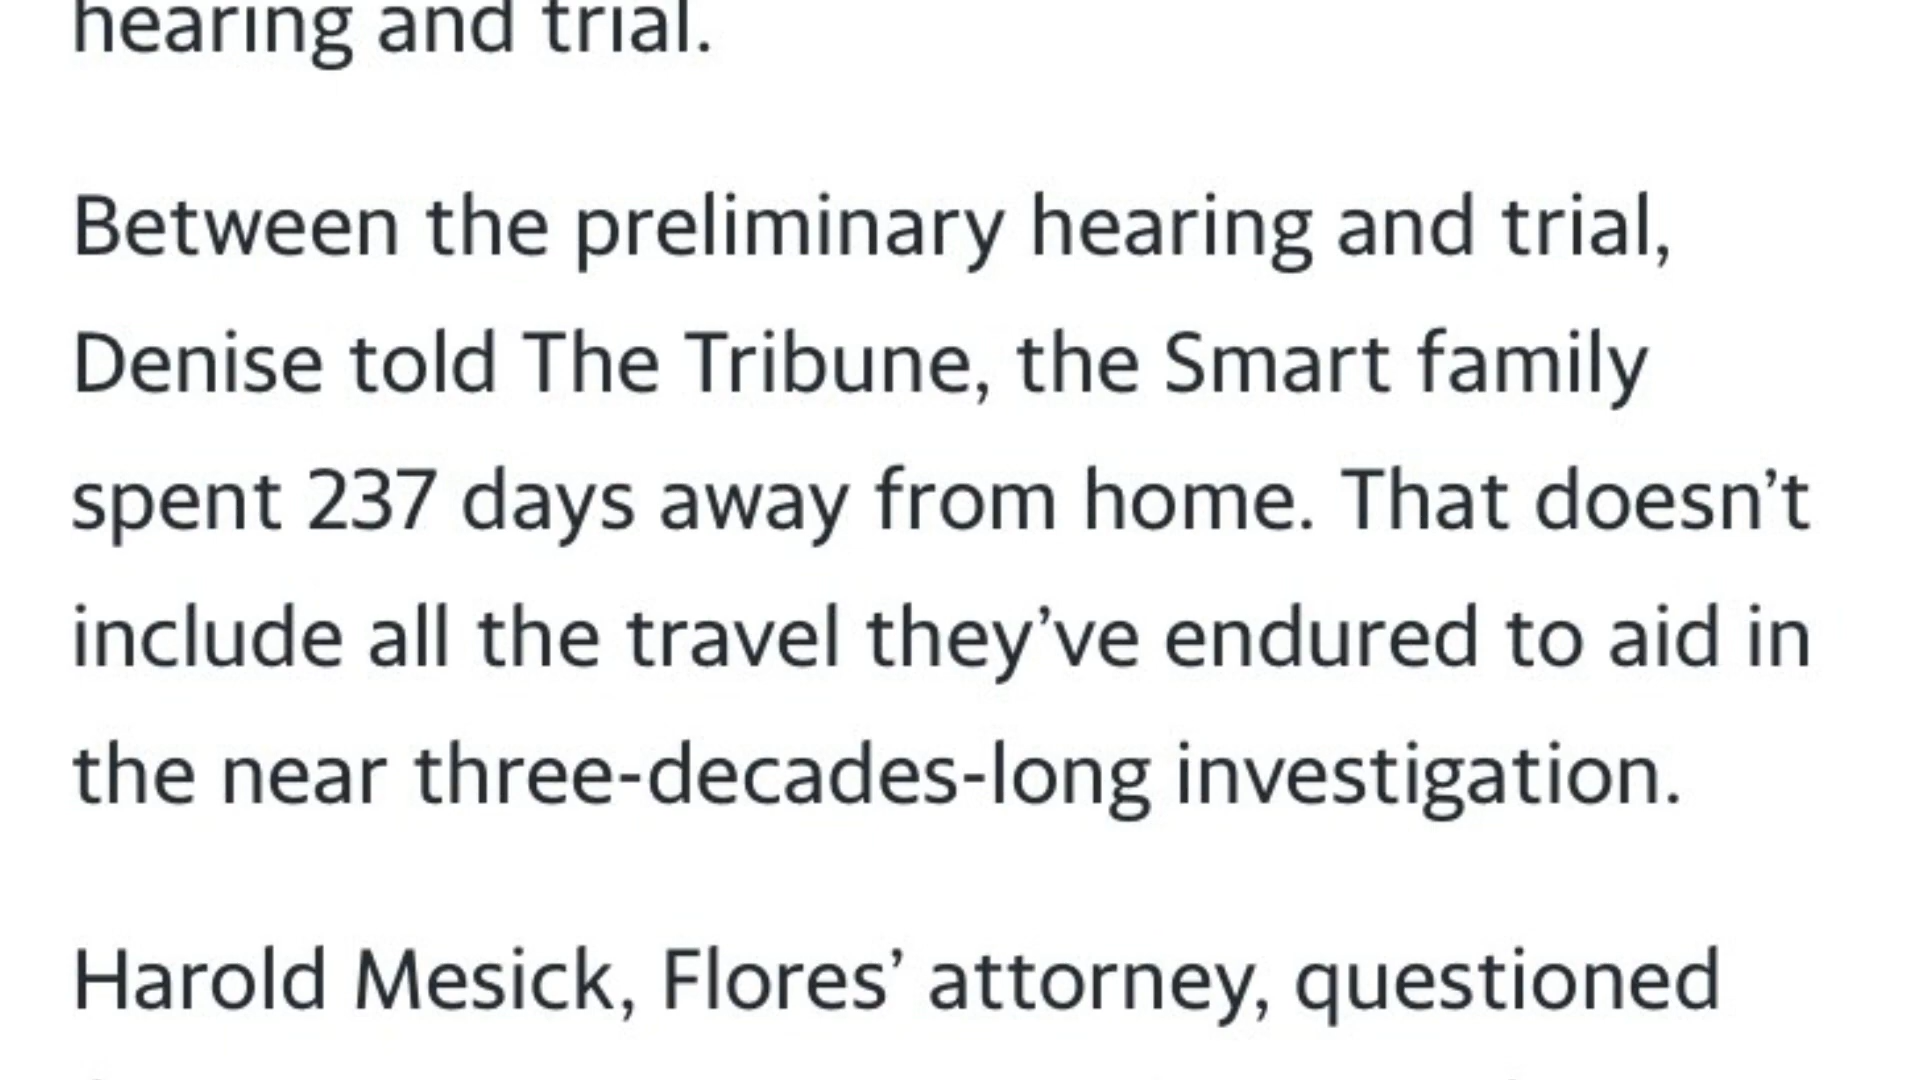 hearing and trial.
Between the preliminary hearing and trial,
Denise told The Tribune, the Smart family
spent 237 days away from home. That doesn’t
include all the travel they’ve endured to aid in
the near three-decades-long investigation.
Harold Mesick, Flores’ attorney, questioned